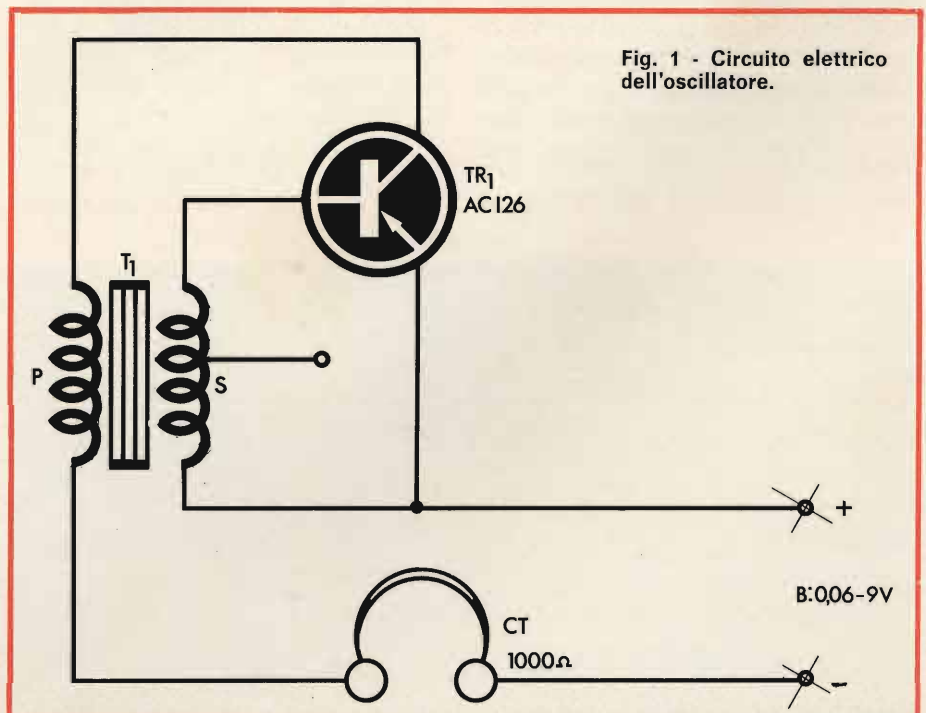 Fig. 1 - Circuito elettrico
dell'oscillatore.
TR1
AC126
T1
P
S
+
B:0,06-9V
CT
1000Ω
-